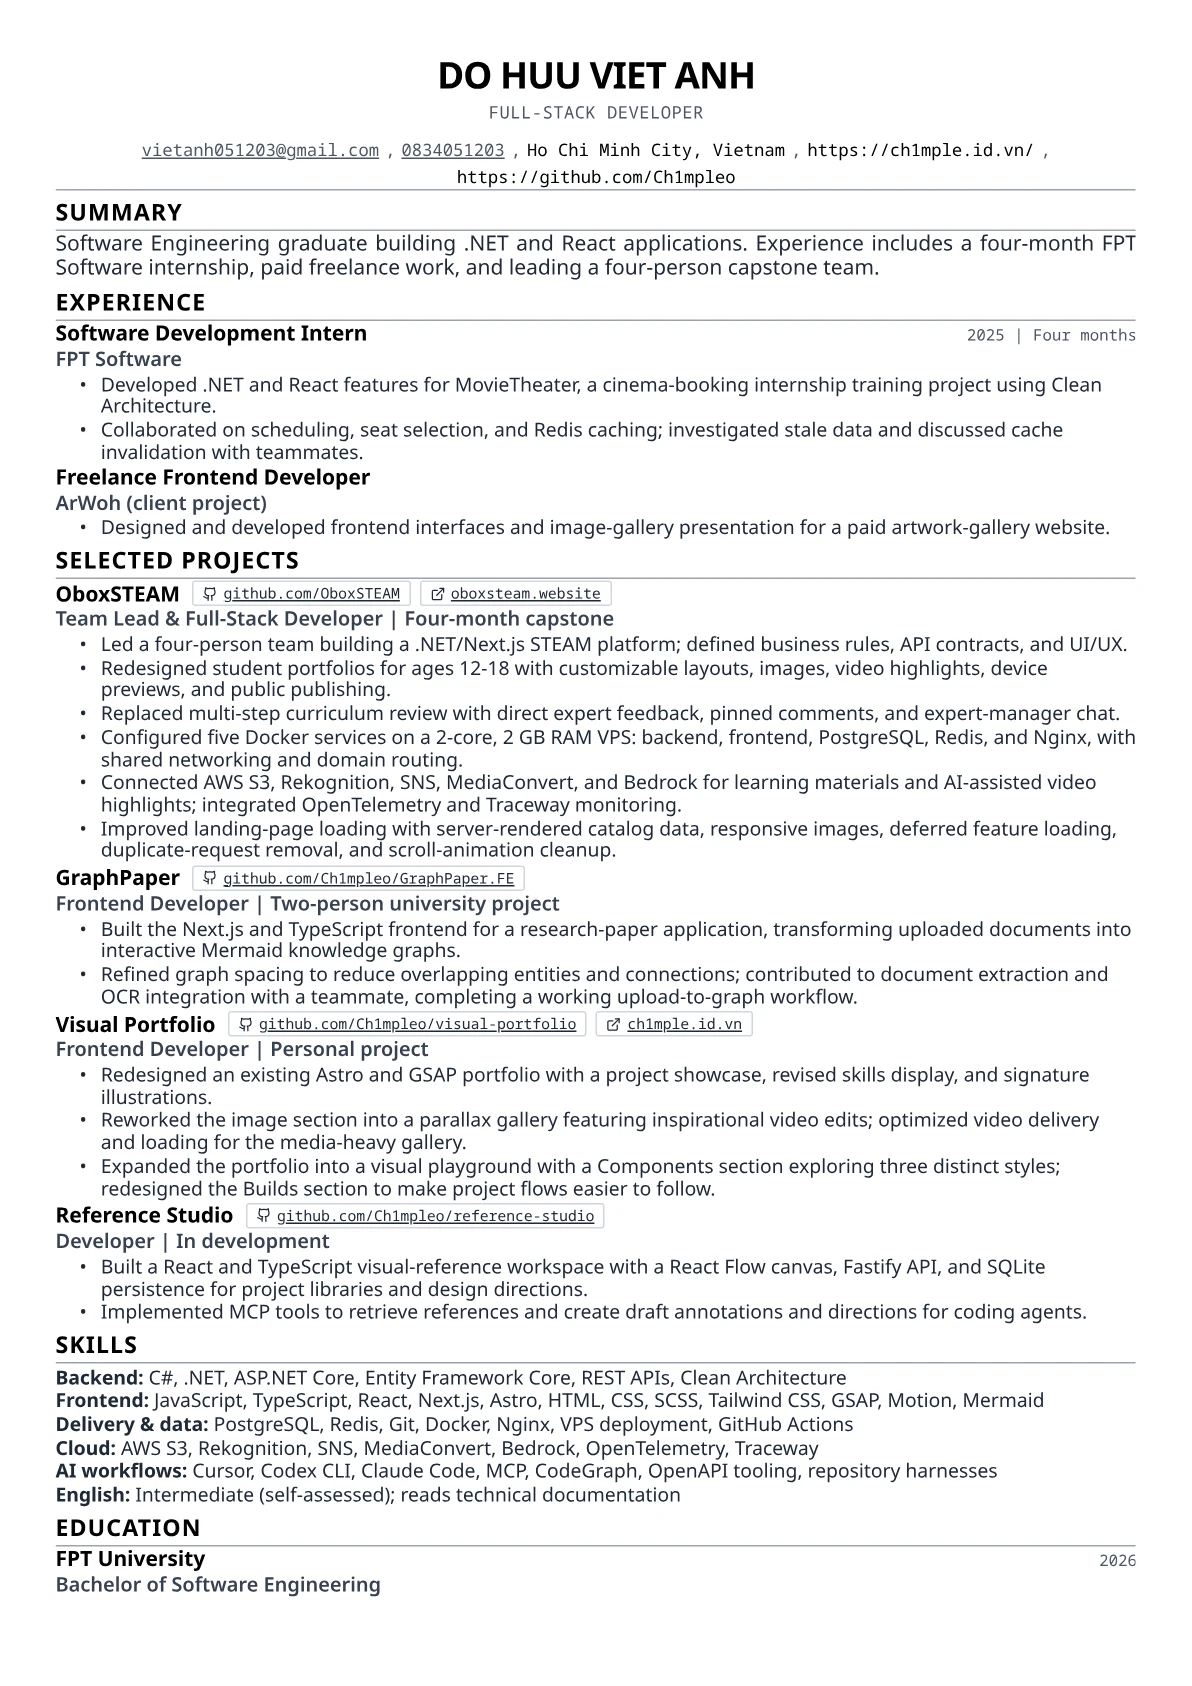 DO HUU VIET ANH
FULL-STACK DEVELOPER
vietanh051203@gmail.com , 0834051203 , Ho Chi Minh City, Vietnam , https://ch1mple.id.vn/ ,
https://github.com/Ch1mpleo
SUMMARY
Software Engineering graduate building .NET and React applications. Experience includes a four-month FPT
Software internship, paid freelance work, and leading a four-person capstone team.
EXPERIENCE
Software Development Intern 2025 | Four months
FPT Software
• Developed .NET and React features for MovieTheater, a cinema-booking internship training project using Clean
Architecture.
• Collaborated on scheduling, seat selection, and Redis caching; investigated stale data and discussed cache
invalidation with teammates.
Freelance Frontend Developer
ArWoh (client project)
• Designed and developed frontend interfaces and image-gallery presentation for a paid artwork-gallery website.
SELECTED PROJECTS
OboxSTEAM github.com/OboxSTEAM oboxsteam.website
Team Lead & Full-Stack Developer | Four-month capstone
• Led a four-person team building a .NET/Next.js STEAM platform; defined business rules, API contracts, and UI/UX.
• Redesigned student portfolios for ages 12-18 with customizable layouts, images, video highlights, device
previews, and public publishing.
• Replaced multi-step curriculum review with direct expert feedback, pinned comments, and expert-manager chat.
• Configured five Docker services on a 2-core, 2 GB RAM VPS: backend, frontend, PostgreSQL, Redis, and Nginx, with
shared networking and domain routing.
• Connected AWS S3, Rekognition, SNS, MediaConvert, and Bedrock for learning materials and AI-assisted video
highlights; integrated OpenTelemetry and Traceway monitoring.
• Improved landing-page loading with server-rendered catalog data, responsive images, deferred feature loading,
duplicate-request removal, and scroll-animation cleanup.
GraphPaper github.com/Ch1mpleo/GraphPaper.FE
Frontend Developer | Two-person university project
• Built the Next.js and TypeScript frontend for a research-paper application, transforming uploaded documents into
interactive Mermaid knowledge graphs.
• Refined graph spacing to reduce overlapping entities and connections; contributed to document extraction and
OCR integration with a teammate, completing a working upload-to-graph workflow.
Visual Portfolio github.com/Ch1mpleo/visual-portfolio ch1mple.id.vn
Frontend Developer | Personal project
• Redesigned an existing Astro and GSAP portfolio with a project showcase, revised skills display, and signature
illustrations.
• Reworked the image section into a parallax gallery featuring inspirational video edits; optimized video delivery
and loading for the media-heavy gallery.
• Expanded the portfolio into a visual playground with a Components section exploring three distinct styles;
redesigned the Builds section to make project flows easier to follow.
Reference Studio github.com/Ch1mpleo/reference-studio
Developer | In development
• Built a React and TypeScript visual-reference workspace with a React Flow canvas, Fastify API, and SQLite
persistence for project libraries and design directions.
• Implemented MCP tools to retrieve references and create draft annotations and directions for coding agents.
SKILLS
Backend: C#, .NET, ASP.NET Core, Entity Framework Core, REST APIs, Clean Architecture
Frontend: JavaScript, TypeScript, React, Next.js, Astro, HTML, CSS, SCSS, Tailwind CSS, GSAP, Motion, Mermaid
Delivery & data: PostgreSQL, Redis, Git, Docker, Nginx, VPS deployment, GitHub Actions
Cloud: AWS S3, Rekognition, SNS, MediaConvert, Bedrock, OpenTelemetry, Traceway
AI workflows: Cursor, Codex CLI, Claude Code, MCP, CodeGraph, OpenAPI tooling, repository harnesses
English: Intermediate (self-assessed); reads technical documentation
EDUCATION
FPT University 2026
Bachelor of Software Engineering